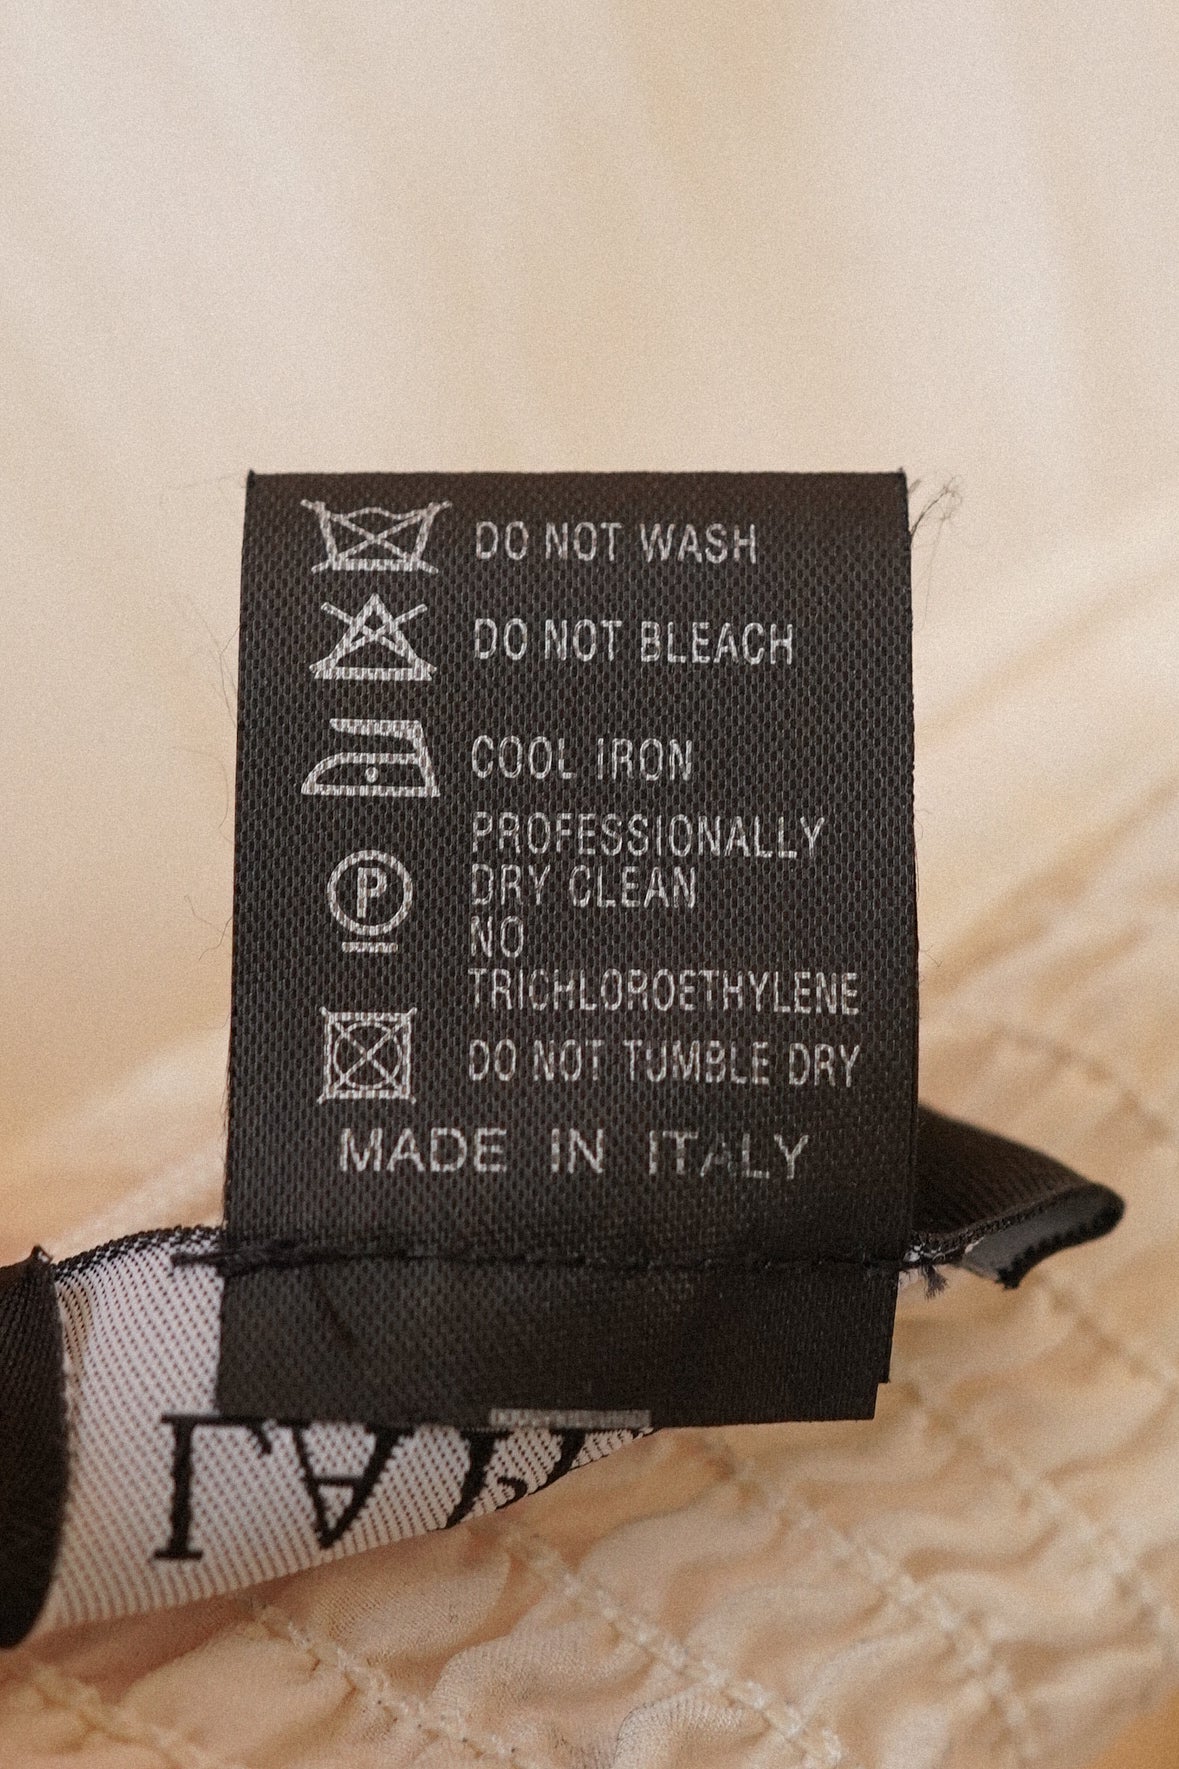 DO NOT WASH
DO NOT BLEACH
COOL IRON
P
PROFESSIONALLY
DRY CLEAN
NO
TRICHLOROETHYLENE
DO NOT TUMBLE DRY
MADE IN ITALY